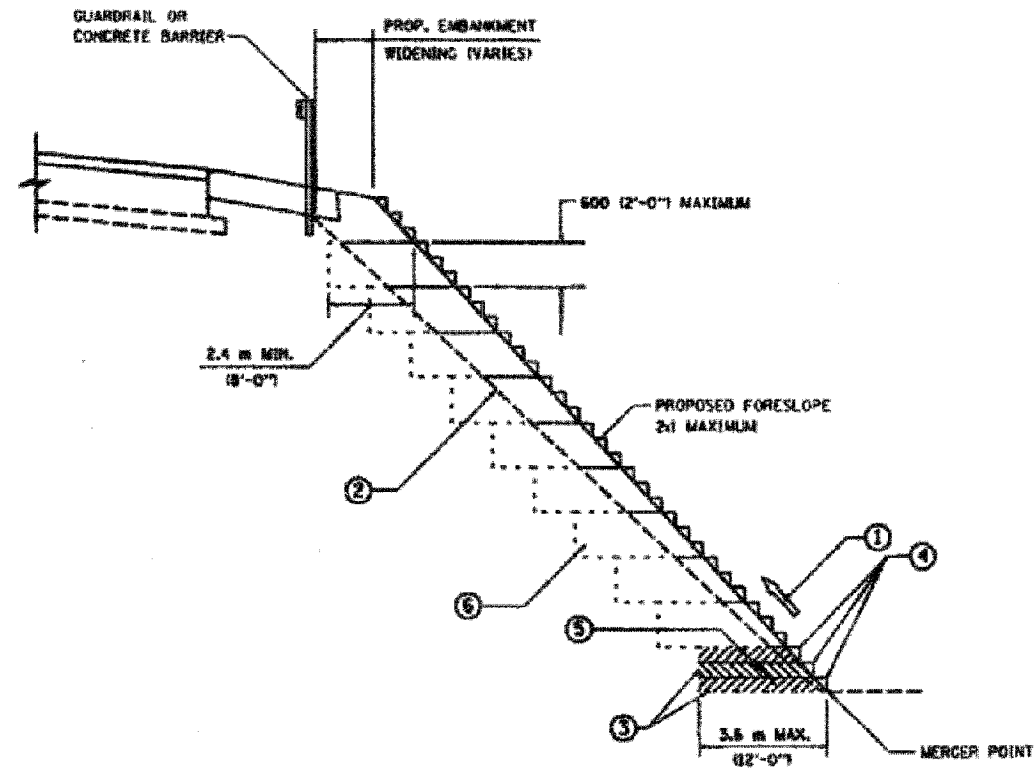 GUARDRAIL OR
CONCRETE BARRIER
PROP. EMBANKMENT
WIDENING (VARIES)
600 (2'-0") MAXIMUM
2.4 m MIN.
(8'-0")
PROPOSED FORESLOPE
2:1 MAXIMUM
2
1
4
6
5
3
3.6 m MAX.
(12'-0")
MERGER POINT